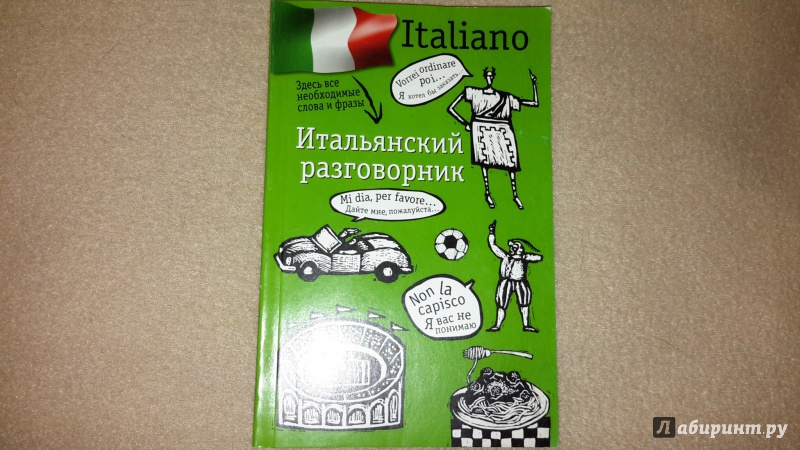 Italiano
Здесь все
необходимые
слова и фразы
Vorrei ordinare
poi...
Я хотел бы заказать...
Итальянский
разговорник
Mi dia, per favore...
Дайте мне, пожалуйста...
Non la
capisco
Я вас не
понимаю
Лабиринт.ру